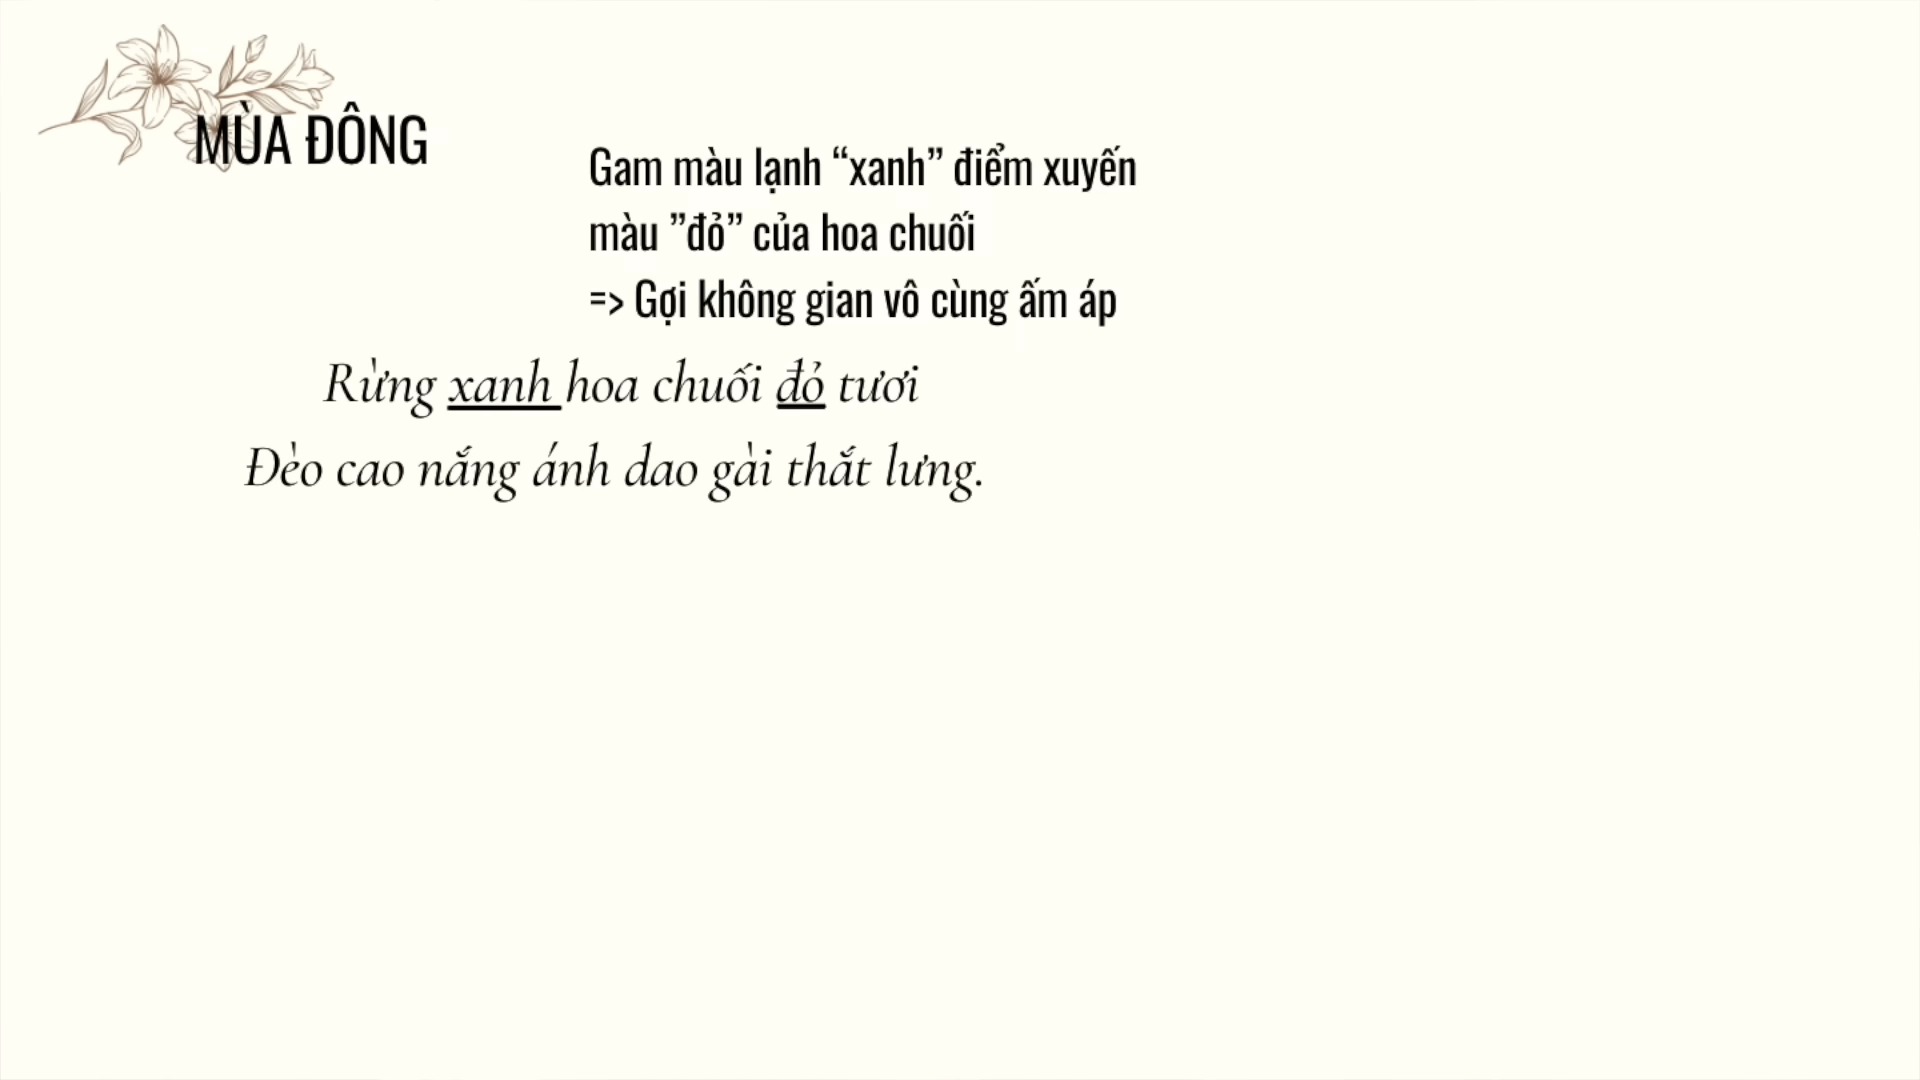 MÙA ĐÔNG
Gam màu lạnh “xanh” điểm xuyến
màu ”đỏ” của hoa chuối
=> Gợi không gian vô cùng ấm áp
Rừng xanh hoa chuối đỏ tươi
Đèo cao nắng ánh dao gài thắt lưng.